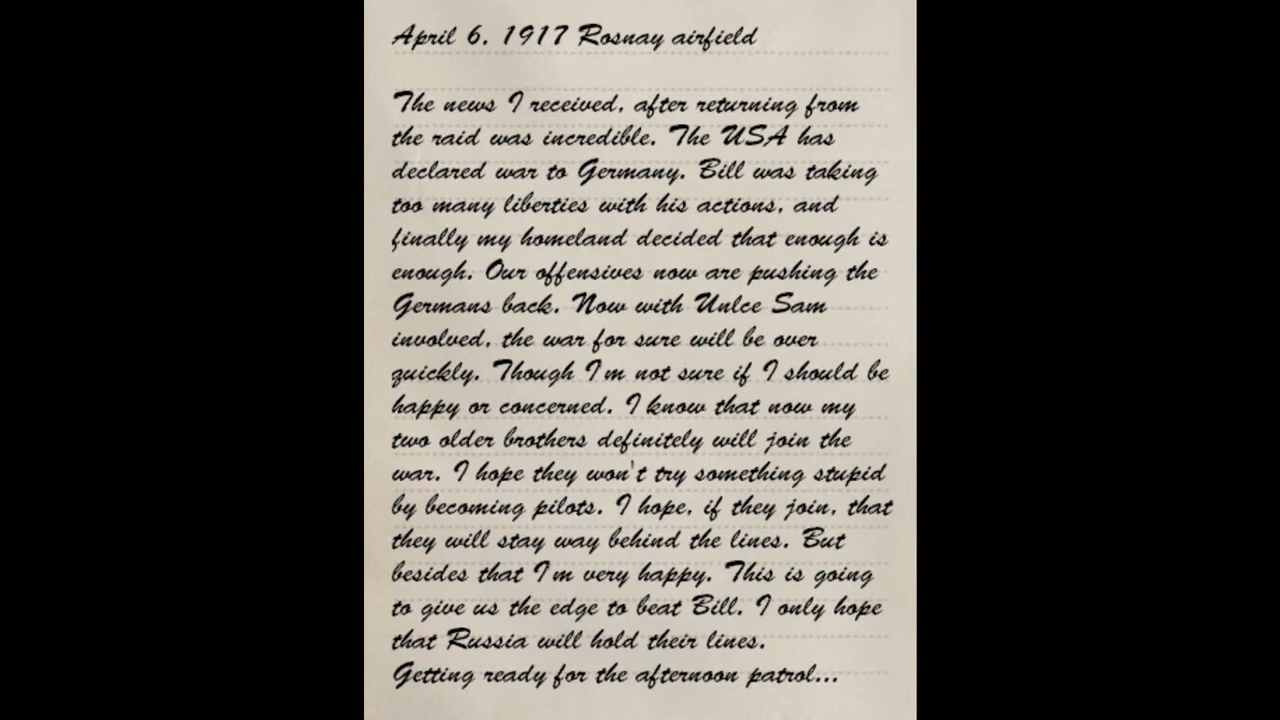 April 6. 1917 Rosnay airfield
The news I received, after returning from
the raid was incredible. The USA has
declared war to Germany. Bill was taking
too many liberties with his actions, and
finally my homeland decided that enough is
enough. Our offensives now are pushing the
Germans back. Now with Unlce Sam
involved, the war for sure will be over
quickly. Though I'm not sure if I should be
happy or concerned. I know that now my
two older brothers definitely will join the
war. I hope they won't try something stupid
by becoming pilots. I hope, if they join, that
they will stay way behind the lines. But
besides that I'm very happy. This is going
to give us the edge to beat Bill. I only hope
that Russia will hold their lines.
Getting ready for the afternoon patrol...